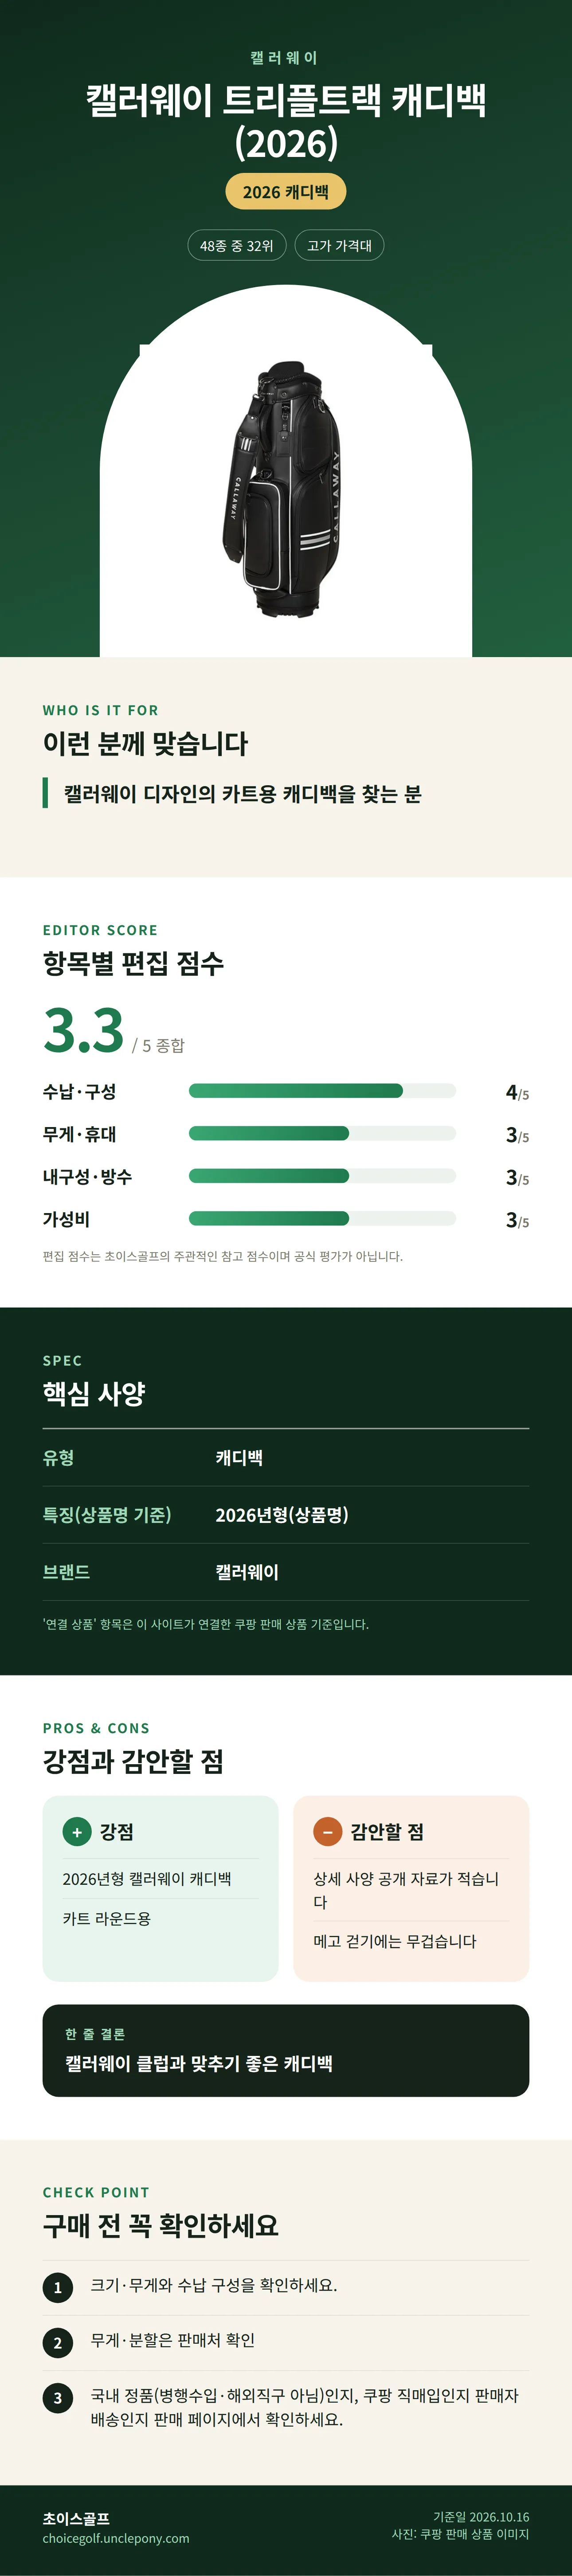 캘러웨이
캘러웨이 트리플트랙 캐디백
(2026)
2026 캐디백
48종 중 32위
고가 가격대
CALLAWAY
CALLAWAY
WHO IS IT FOR
이런 분께 맞습니다
캘러웨이 디자인의 카트용 캐디백을 찾는 분
EDITOR SCORE
항목별 편집 점수
3.3 / 5 종합
수납·구성 4/5
무게·휴대 3/5
내구성·방수 3/5
가성비 3/5
편집 점수는 초이스골프의 주관적인 참고 점수이며 공식 평가가 아닙니다.
SPEC
핵심 사양
유형 캐디백
특징(상품명 기준) 2026년형(상품명)
브랜드 캘러웨이
'연결 상품' 항목은 이 사이트가 연결한 쿠팡 판매 상품 기준입니다.
PROS & CONS
강점과 감안할 점
+ 강점
2026년형 캘러웨이 캐디백
카트 라운드용
− 감안할 점
상세 사양 공개 자료가 적습니
다
메고 걷기에는 무겁습니다
한 줄 결론
캘러웨이 클럽과 맞추기 좋은 캐디백
CHECK POINT
구매 전 꼭 확인하세요
1 크기·무게와 수납 구성을 확인하세요.
2 무게·분할은 판매처 확인
3 국내 정품(병행수입·해외직구 아님)인지, 쿠팡 직매입인지 판매자
배송인지 판매 페이지에서 확인하세요.
초이스골프
choicegolf.unclepony.com
기준일 2026.10.16
사진: 쿠팡 판매 상품 이미지